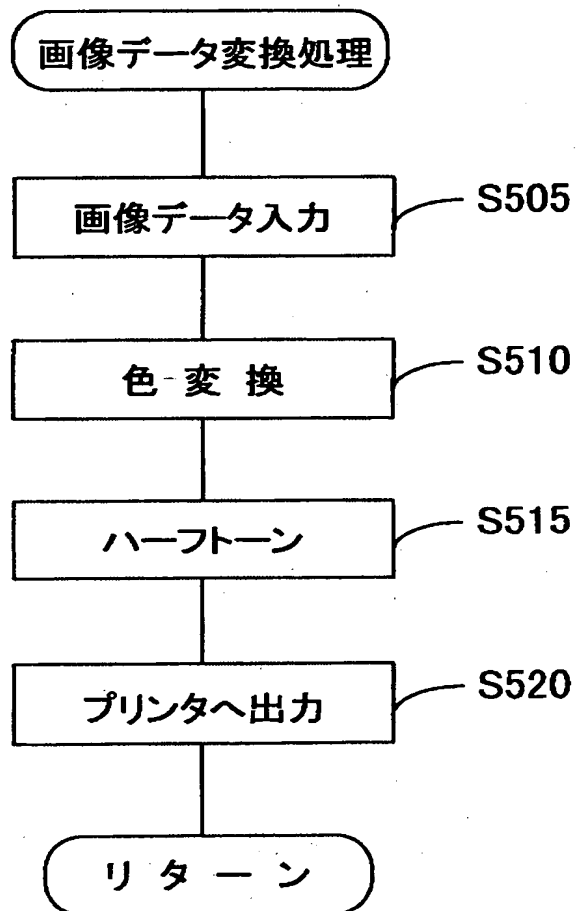 画像データ変換処理
画像データ入力
S505
色変換
S510
ハーフトーン
S515
プリンタへ出力
S520
リターン